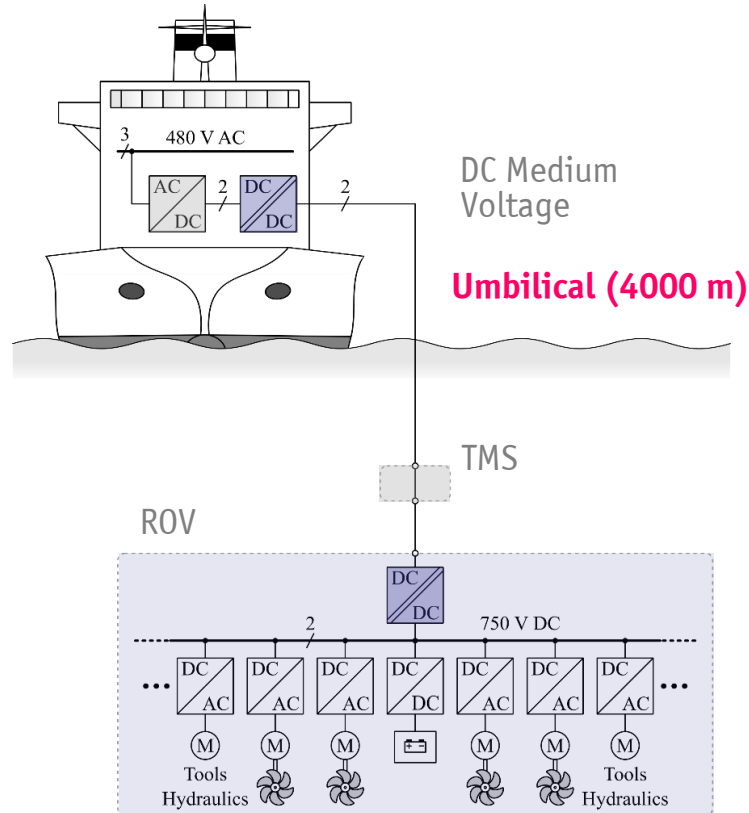 3
480 V AC
AC
DC
2
DC
DC
2
DC Medium
Voltage
Umbilical (4000 m)
TMS
ROV
DC
DC
2
750 V DC
DC
AC
DC
AC
DC
AC
DC
DC
DC
AC
DC
AC
DC
AC
M
M
M
M
M
M
Tools
Hydraulics
Tools
Hydraulics